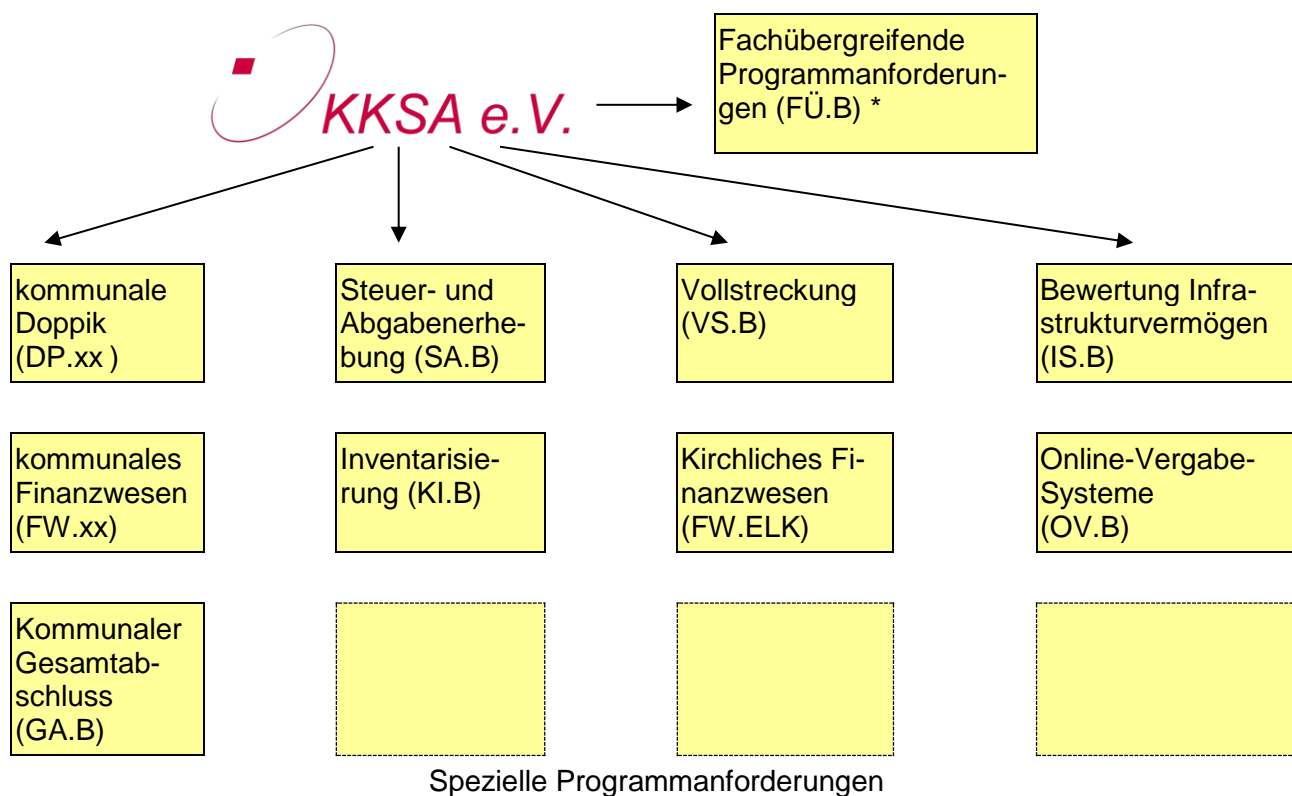 KKSA e.V.
Fachübergreifende
Programmanforderun-
gen (FÜ.B) *
kommunale
Doppik
(DP.xx )
Steuer- und
Abgabenerhe-
bung (SA.B)
Vollstreckung
(VS.B)
Bewertung Infra-
strukturvermögen
(IS.B)
kommunales
Finanzwesen
(FW.xx)
Inventarisie-
rung (KI.B)
Kirchliches Fi-
nanzwesen
(FW.ELK)
Online-Vergabe-
Systeme
(OV.B)
Kommunaler
Gesamtab-
schluss
(GA.B)
Spezielle Programmanforderungen